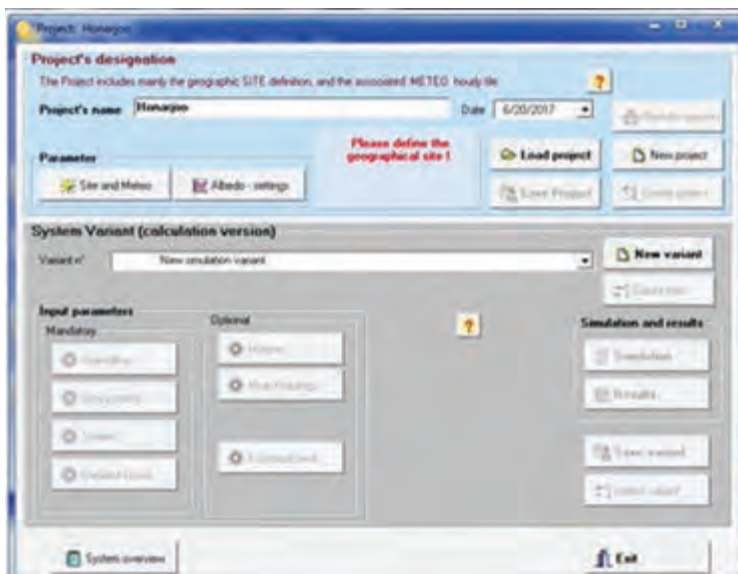 Project: Honarjoo
Project's designation
The Project includes mainly the geographic SITE definition, and the associated METEO hourly file
Project's name Honarjoo Date 6/20/2017
Please define the
geographical site !
Parameter
Site and Meteo Albedo - settings
Load project New project
Save Project
System Variant (calculation version)
Variant n° New simulation variant
New variant
Input parameters
Mandatory
Optional
Horizon
Near Shadings
System
Simulation and results
Simulation
Results
Save variant
System overview
Exit